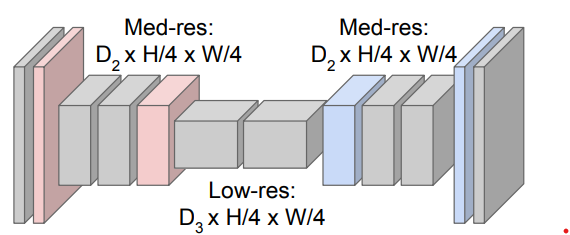 Med-res:
D₂ x H/4 x W/4
Med-res:
D₂ x H/4 x W/4
Low-res:
D₃ x H/4 x W/4